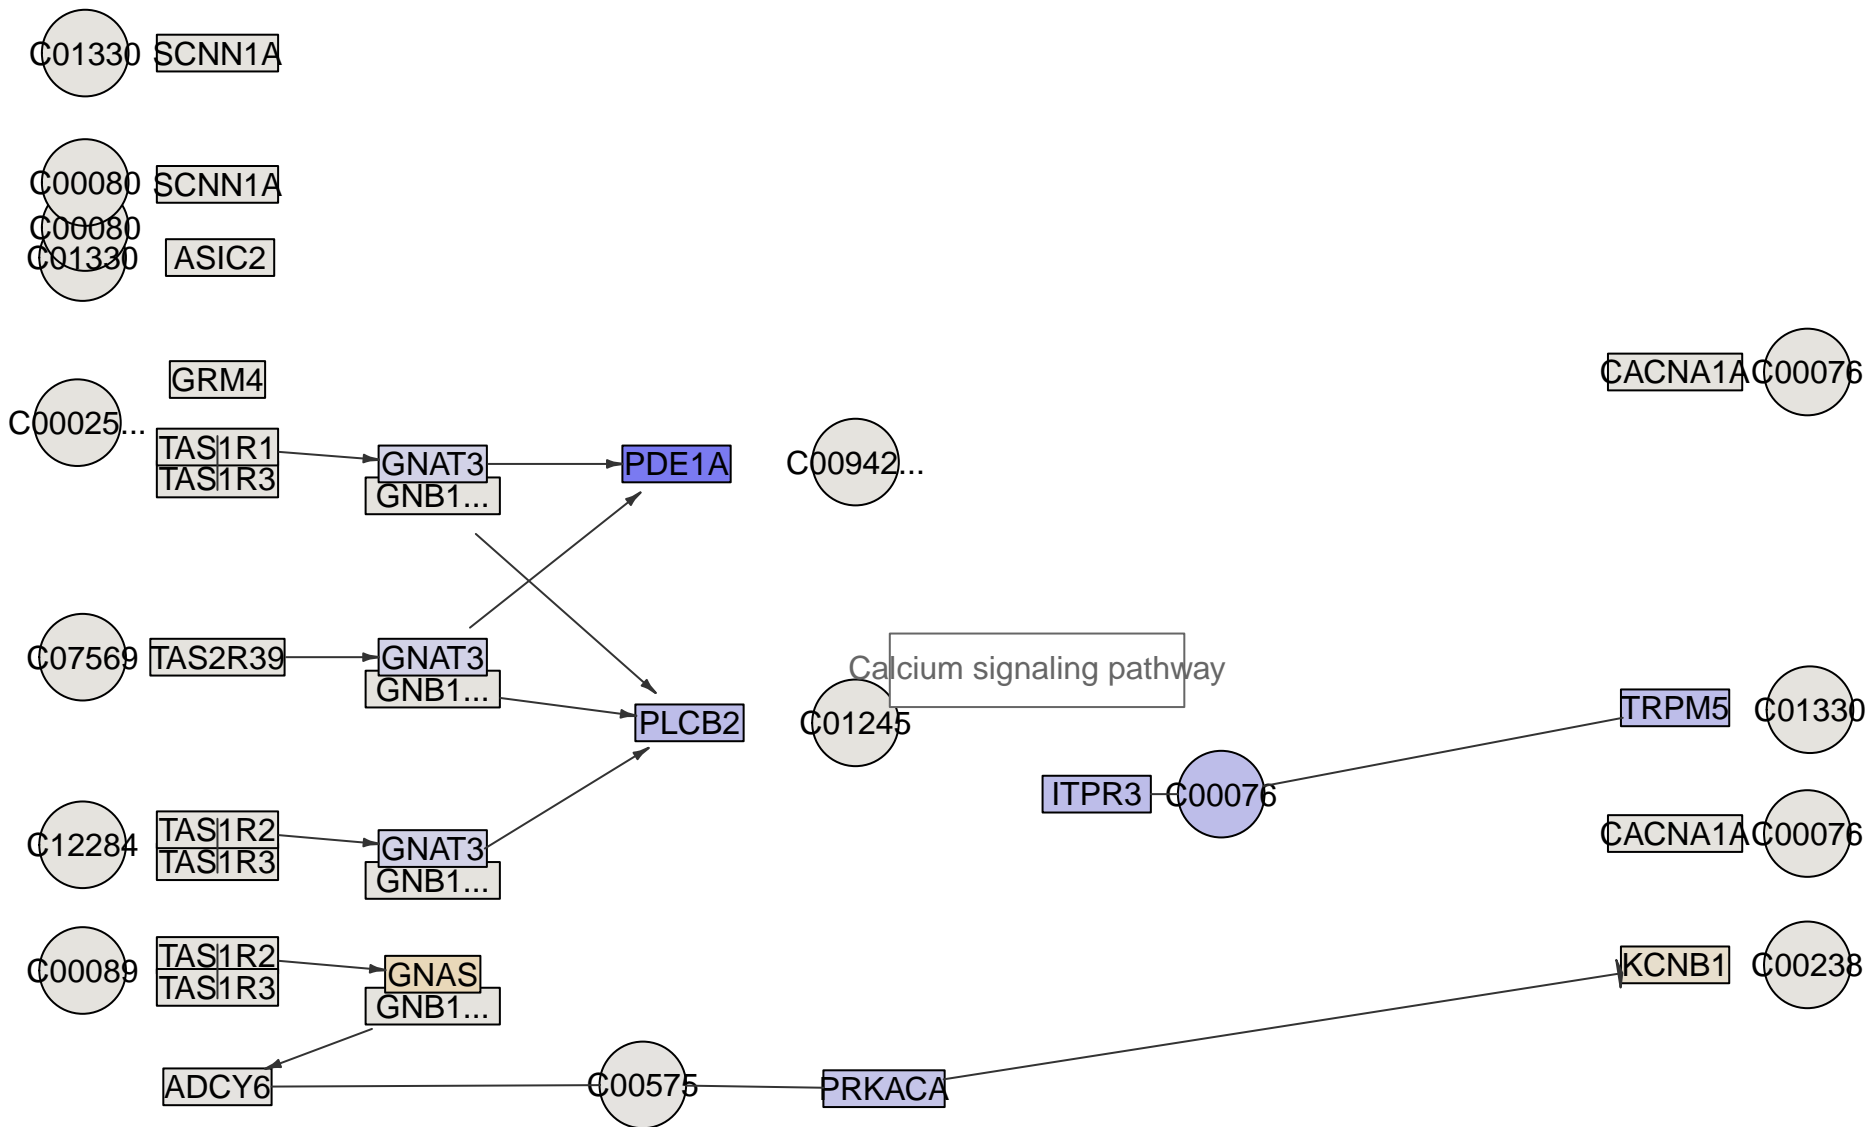 C01330 SCNN1A
C00080 SCNN1A
C00080
C01330 ASIC2
GRM4
CACNA1A C00076
C00025...
TAS1R1
GNAT3 PDE1A C00942...
TAS1R3
GNB1...
C07569 TAS2R39 GNAT3
Calcium signaling pathway
GNB1...
PLCB2 C01245
TRPM5 C01330
ITPR3 C00076
C12284 TAS1R2
TAS1R3
GNAT3
GNB1...
CACNA1A C00076
C00089 TAS1R2
TAS1R3
GNAS
GNB1...
KCNB1 C00238
ADCY6 C00575 PRKACA